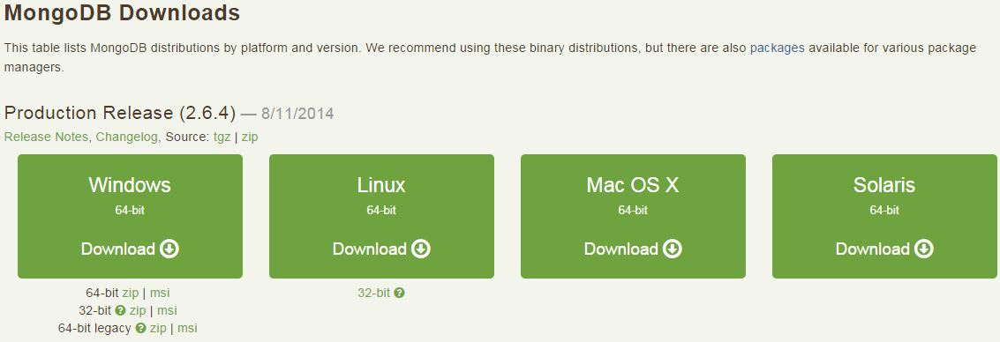 MongoDB Downloads
This table lists MongoDB distributions by platform and version. We recommend using these binary distributions, but there are also packages available for various package
managers.
Production Release (2.6.4) — 8/11/2014
Release Notes, Changelog, Source: tgz | zip
Windows
64-bit
Download
64-bit zip | msi
32-bit ? zip | msi
64-bit legacy ? zip | msi
Linux
64-bit
Download
32-bit ?
Mac OS X
64-bit
Download
Solaris
64-bit
Download